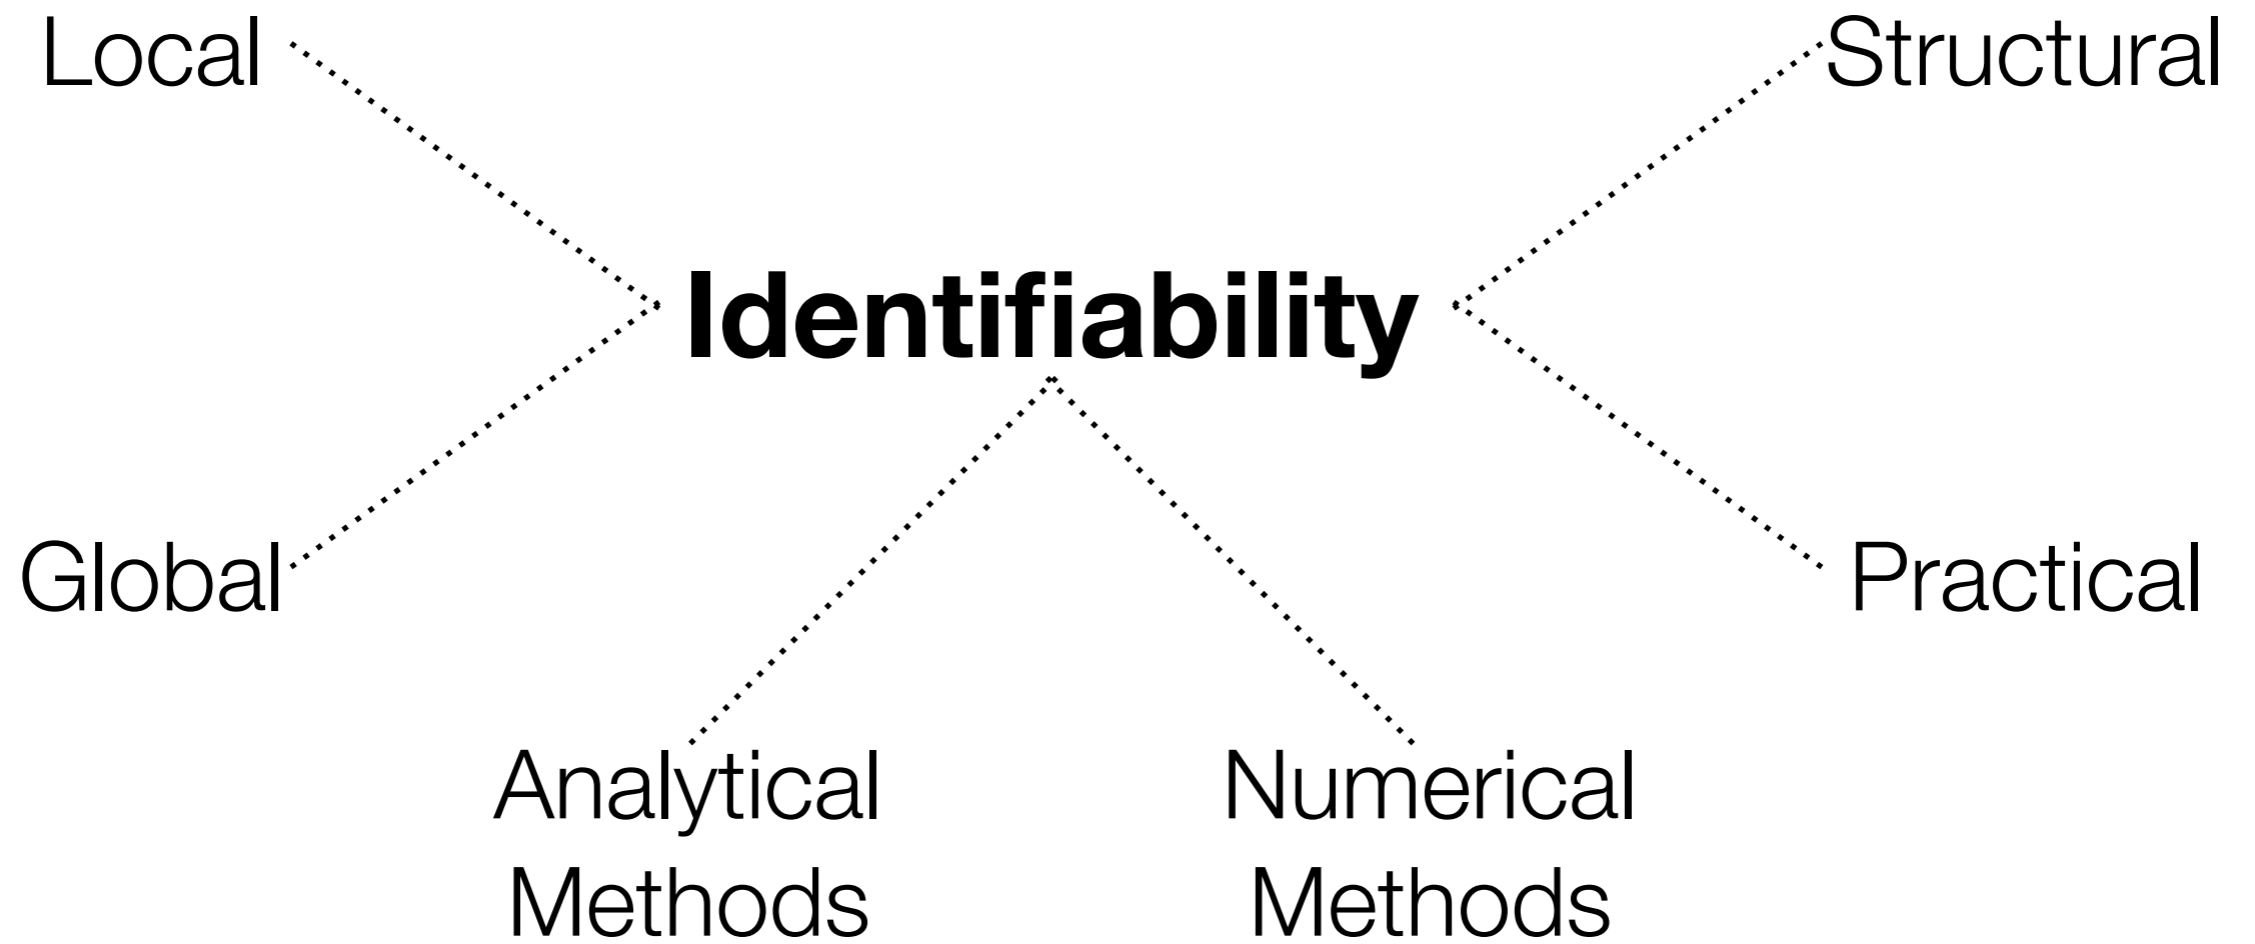 Local
Structural
Identifiability
Global
Practical
Analytical
Methods
Numerical
Methods